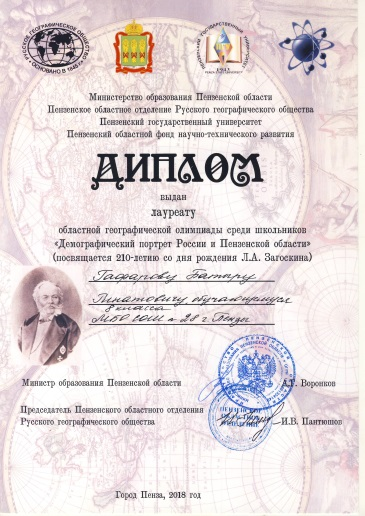 РУССКОЕ ГЕОГРАФИЧЕСКОЕ ОБЩЕСТВО
ОСНОВАНО В 1845 г.
Министерство образования Пензенской области
Пензенское областное отделение Русского географического общества
Пензенский государственный университет
Пензенский областной фонд научно-технического развития
ДИПЛОМ
выдан
лауреату
областной географической олимпиады среди школьников
«Демографический портрет России и Пензенской области»
(посвящается 210-летию со дня рождения Л.А. Загоскина)
Гафарову
Ринатовичу обучающемуся
8 класса
МБОУ СОШ № 28 г. Пензы
Министр образования Пензенской области
А.Г. Воронков
Председатель Пензенского областного отделения
Русского географического общества
И.В. Пантюшов
Город Пенза, 2018 год